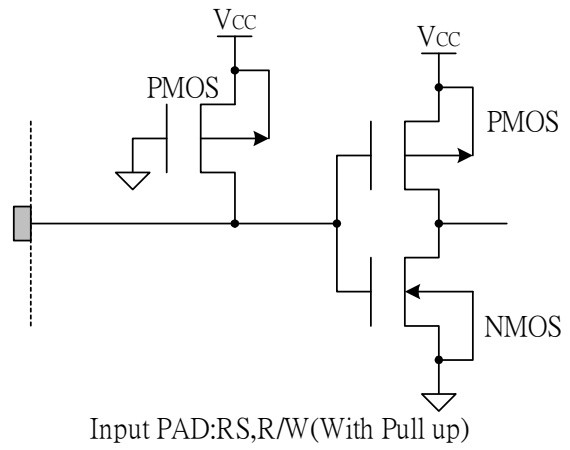 VCC
VCC
PMOS
PMOS
NMOS
Input PAD:RS,R/W(With Pull up)